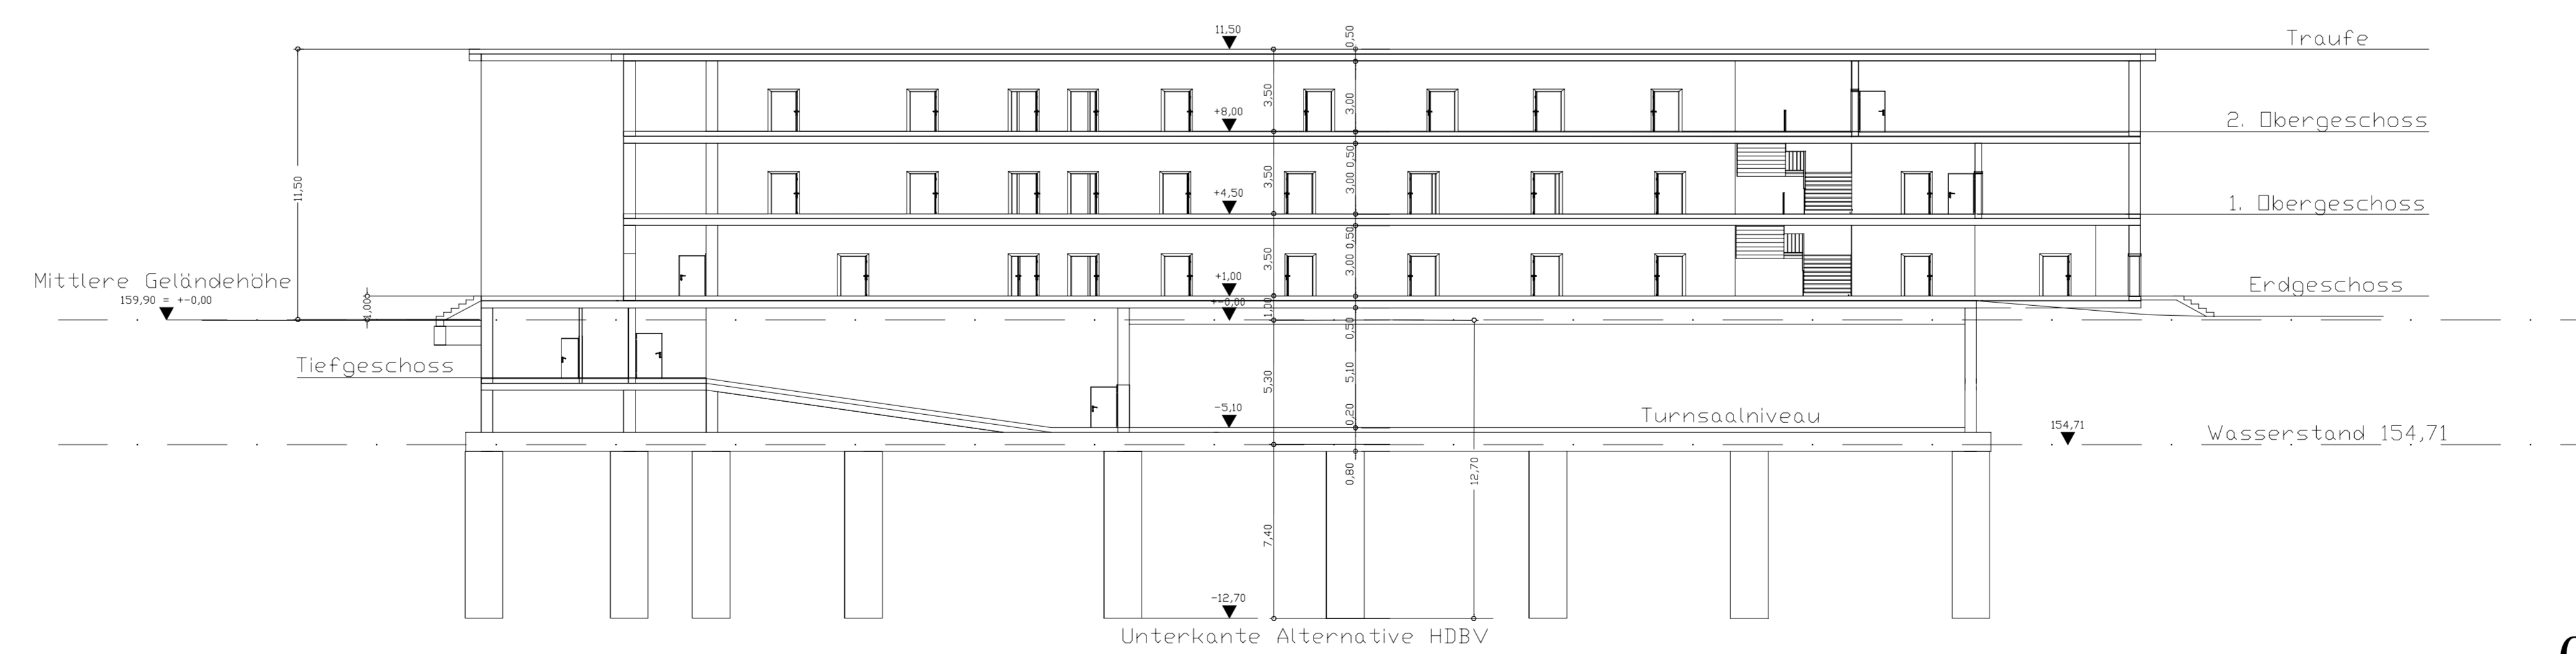 11,50
0,50
Traufe
3,50
3,00
+8,00
2. Obergeschoss
11,50
0,50
3,50
3,00
+4,50
1. Obergeschoss
0,50
3,50
3,00
Mittlere Geländehöhe
+1,00
Erdgeschoss
159,90 = +-0,00
1,00
+-0,00
1,00
0,50
Tiefgeschoss
5,30
5,10
-5,10
0,20
Turnsaalniveau
154,71
Wasserstand 154,71
0,80
12,70
7,40
-12,70
Unterkante Alternative HDBV